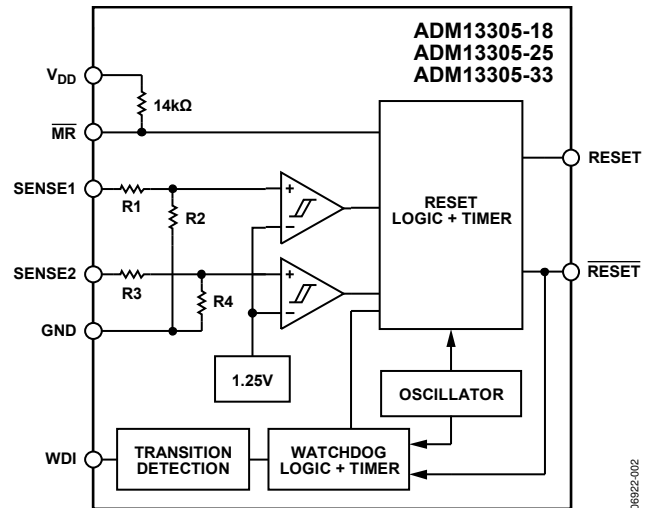 ADM13305-18
ADM13305-25
ADM13305-33
VDD
14kΩ
MR
SENSE1
R1
R2
+
–
RESET
LOGIC + TIMER
RESET
SENSE2
R3
R4
+
–
RESET
GND
1.25V
OSCILLATOR
WDI
TRANSITION
DETECTION
WATCHDOG
LOGIC + TIMER
06922-002